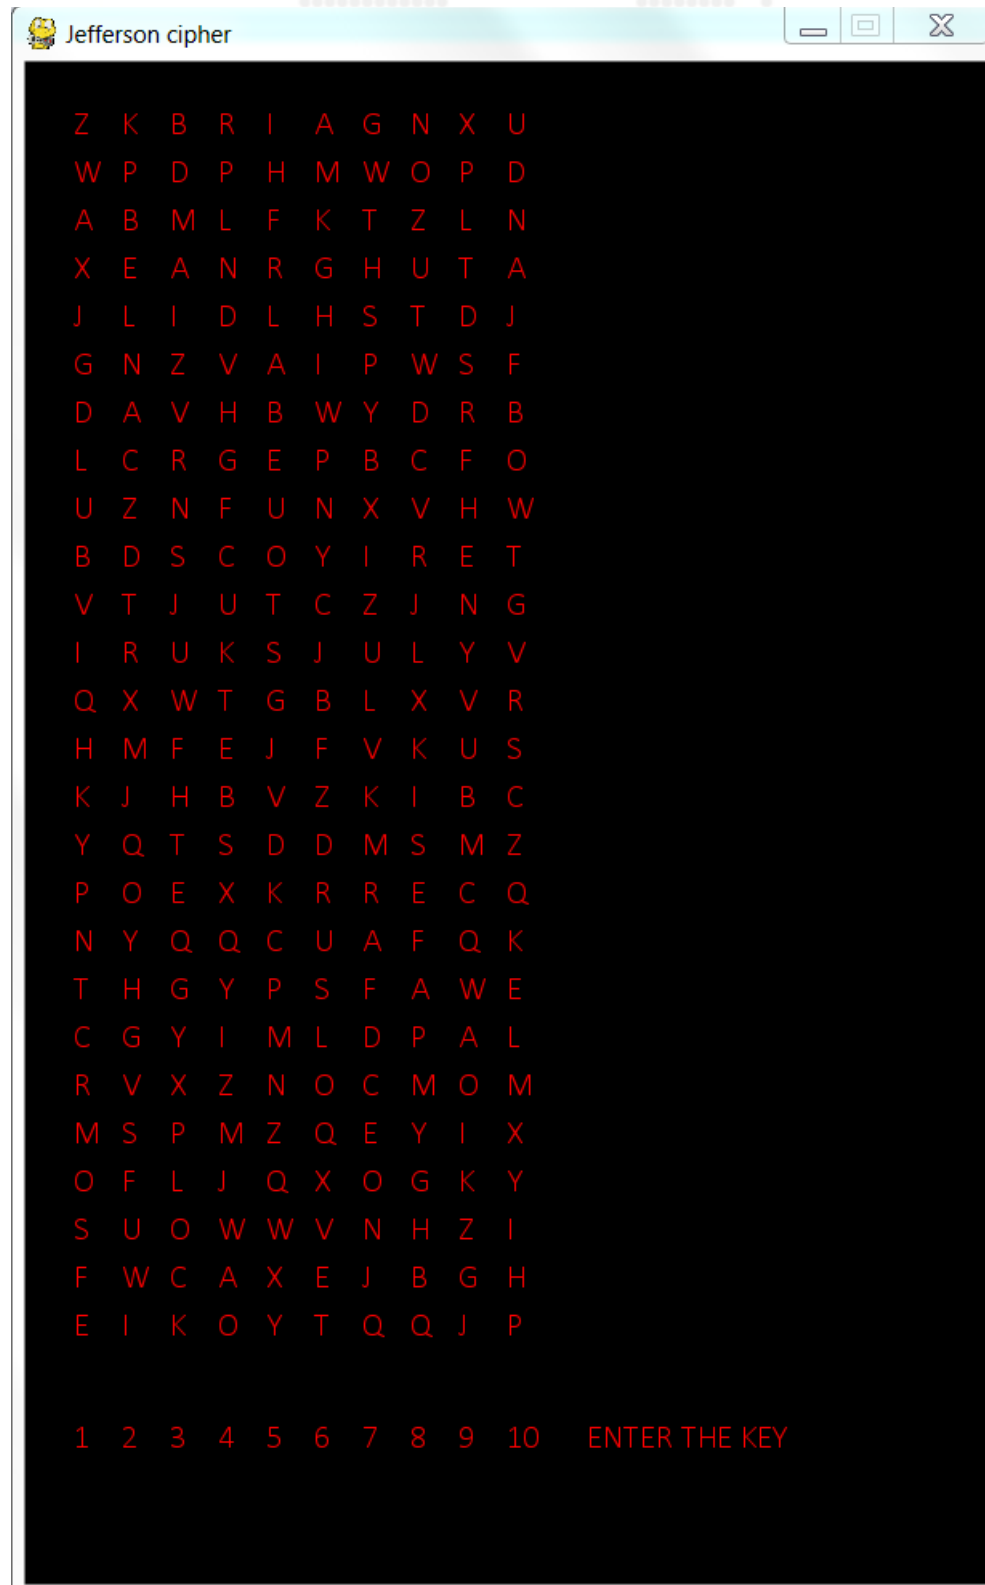 Jefferson cipher
Z K B R I A G N X U
W P D P H M W O P D
A B M L F K T Z L N
X E A N R G H U T A
J L I D L H S T D J
G N Z V A I P W S F
D A V H B W Y D R B
L C R G E P B C F O
U Z N F U N X V H W
B D S C O Y I R E T
V T J U T C Z J N G
I R U K S J U L Y V
Q X W T G B L X V R
H M F E J F V K U S
K J H B V Z K I B C
Y Q T S D D M S M Z
P O E X K R R E C Q
N Y Q Q C U A F Q K
T H G Y P S F A W E
C G Y I M L D P A L
R V X Z N O C M O M
M S P M Z Q E Y I X
O F L J Q X O G K Y
S U O W W V N H Z I
F W C A X E J B G H
E I K O Y T Q Q J P
1 2 3 4 5 6 7 8 9 10 ENTER THE KEY